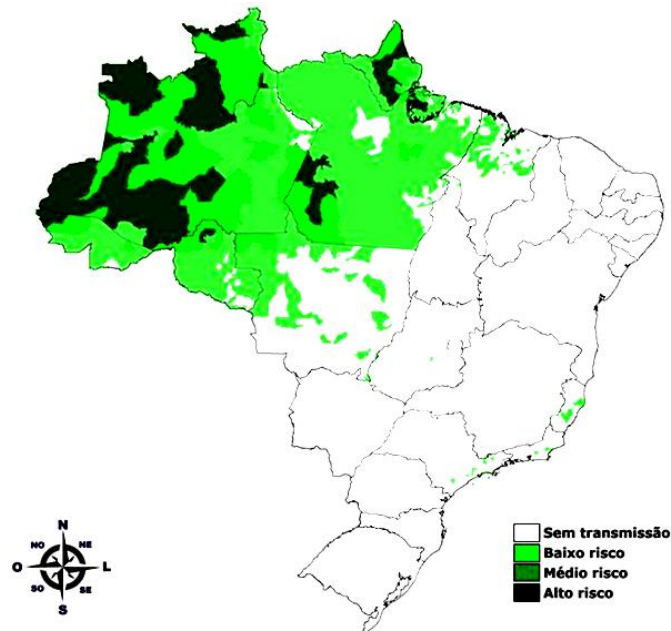 N
NO
NE
O
L
SO
SE
S
Sem transmissão
Baixo risco
Médio risco
Alto risco